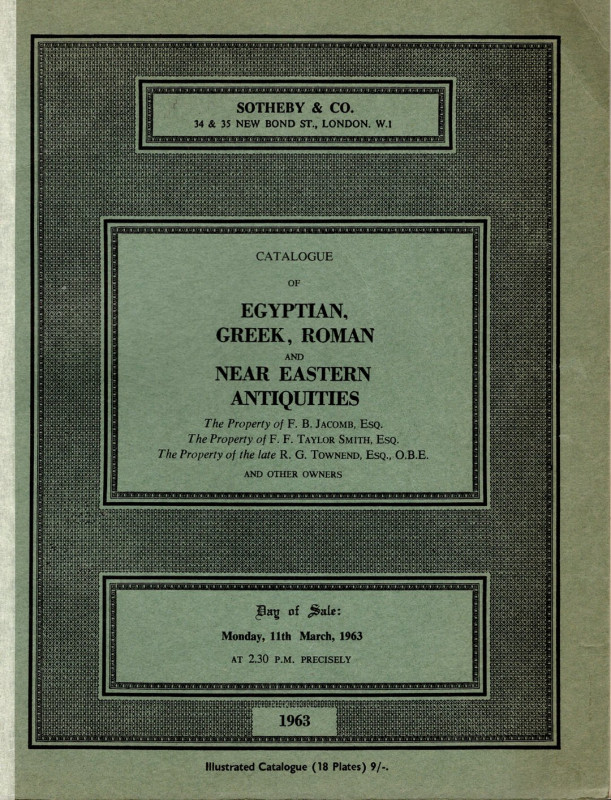 SOTHEBY & CO.
34 & 35 NEW BOND ST., LONDON, W.1
CATALOGUE
OF
EGYPTIAN,
GREEK, ROMAN
AND
NEAR EASTERN
ANTIQUITIES
The Property of F. B. JACOMB, ESQ.
The Property of F. F. TAYLOR SMITH, ESQ.
The Property of the late R. G. TOWNEND, ESQ., O.B.E.
AND OTHER OWNERS
Day of Sale:
Monday, 11th March, 1963
AT 2.30 P.M. PRECISELY
1963
Illustrated Catalogue (18 Plates) 9/-.